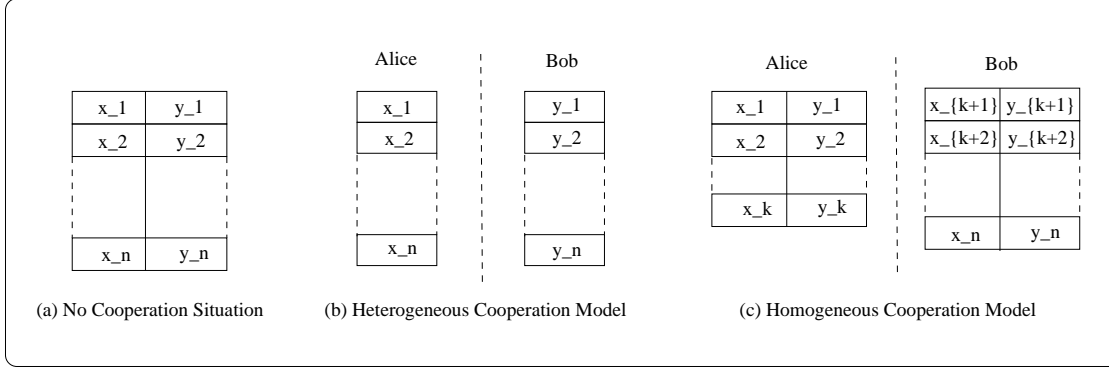 Alice Bob Alice Bob
x_1 y_1 x_1 y_1 x_1 y_1 x_{k+1} y_{k+1}
x_2 y_2 x_2 y_2 x_2 y_2 x_{k+2} y_{k+2}
x_k y_k
x_n y_n x_n y_n x_n y_n
(a) No Cooperation Situation (b) Heterogeneous Cooperation Model (c) Homogeneous Cooperation Model